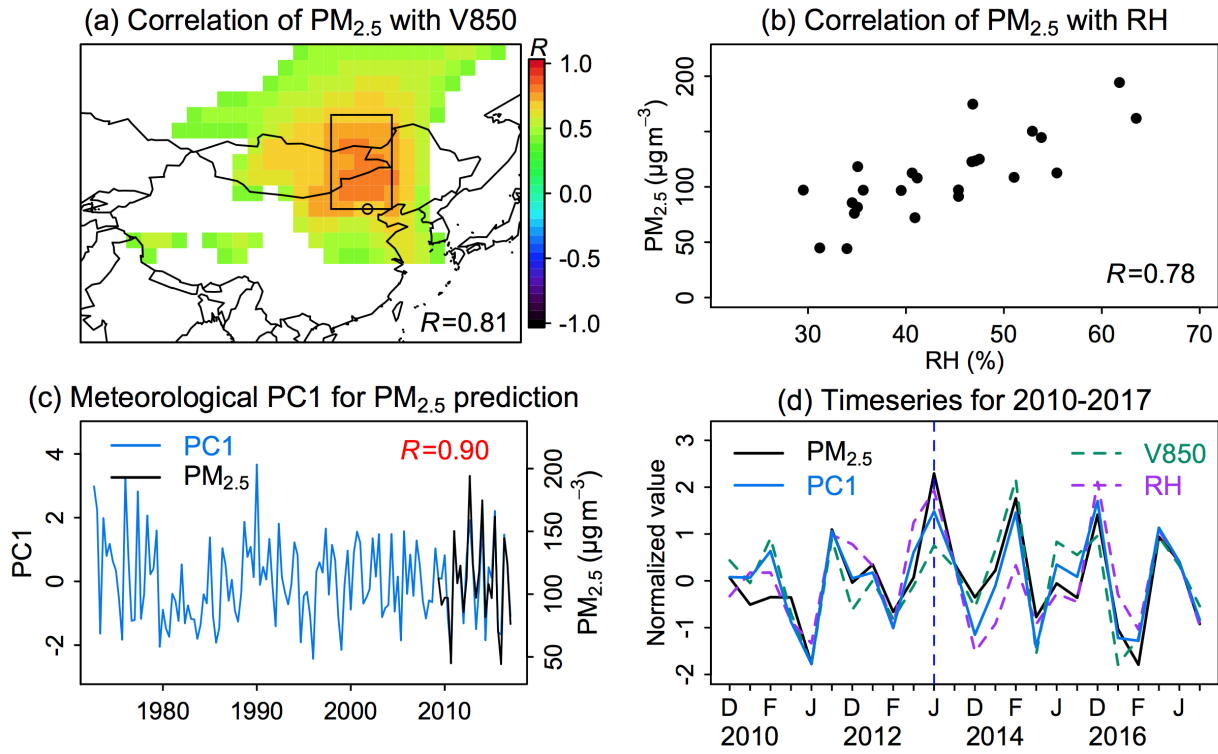 (a) Correlation of PM2.5 with V850
R
1.0
0.5
0.0
-0.5
-1.0
R=0.81
(b) Correlation of PM2.5 with RH
PM2.5 (μg m−3)
200
150
100
50
0
R=0.78
30 40 50 60 70
RH (%)
(c) Meteorological PC1 for PM2.5 prediction
PC1
PM2.5
R=0.90
PC1
4
2
0
-2
200
150
100
50
PM2.5 (μg m−3)
1980 1990 2000 2010
(d) Timeseries for 2010-2017
PM2.5
PC1
V850
RH
Normalized value
3
2
1
0
-1
-2
D F J D F J D F J D F J
2010 2012 2014 2016